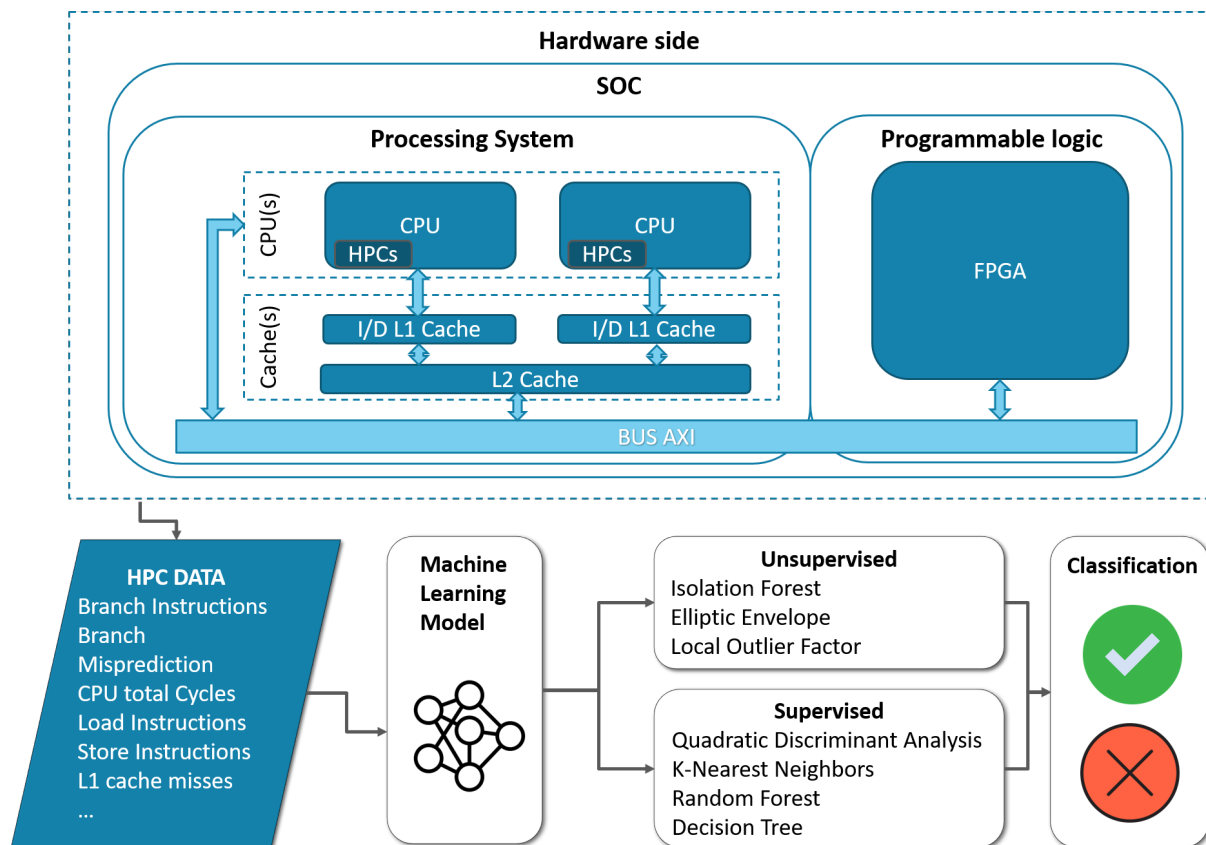 Hardware side
SOC
Processing System
Programmable logic
CPU(s)
CPU
HPCs
CPU
HPCs
FPGA
Cache(s)
I/D L1 Cache
I/D L1 Cache
L2 Cache
BUS AXI
HPC DATA
Branch Instructions
Branch
Misprediction
CPU total Cycles
Load Instructions
Store Instructions
L1 cache misses
...
Machine
Learning
Model
Unsupervised
Isolation Forest
Elliptic Envelope
Local Outlier Factor
Supervised
Quadratic Discriminant Analysis
K-Nearest Neighbors
Random Forest
Decision Tree
Classification